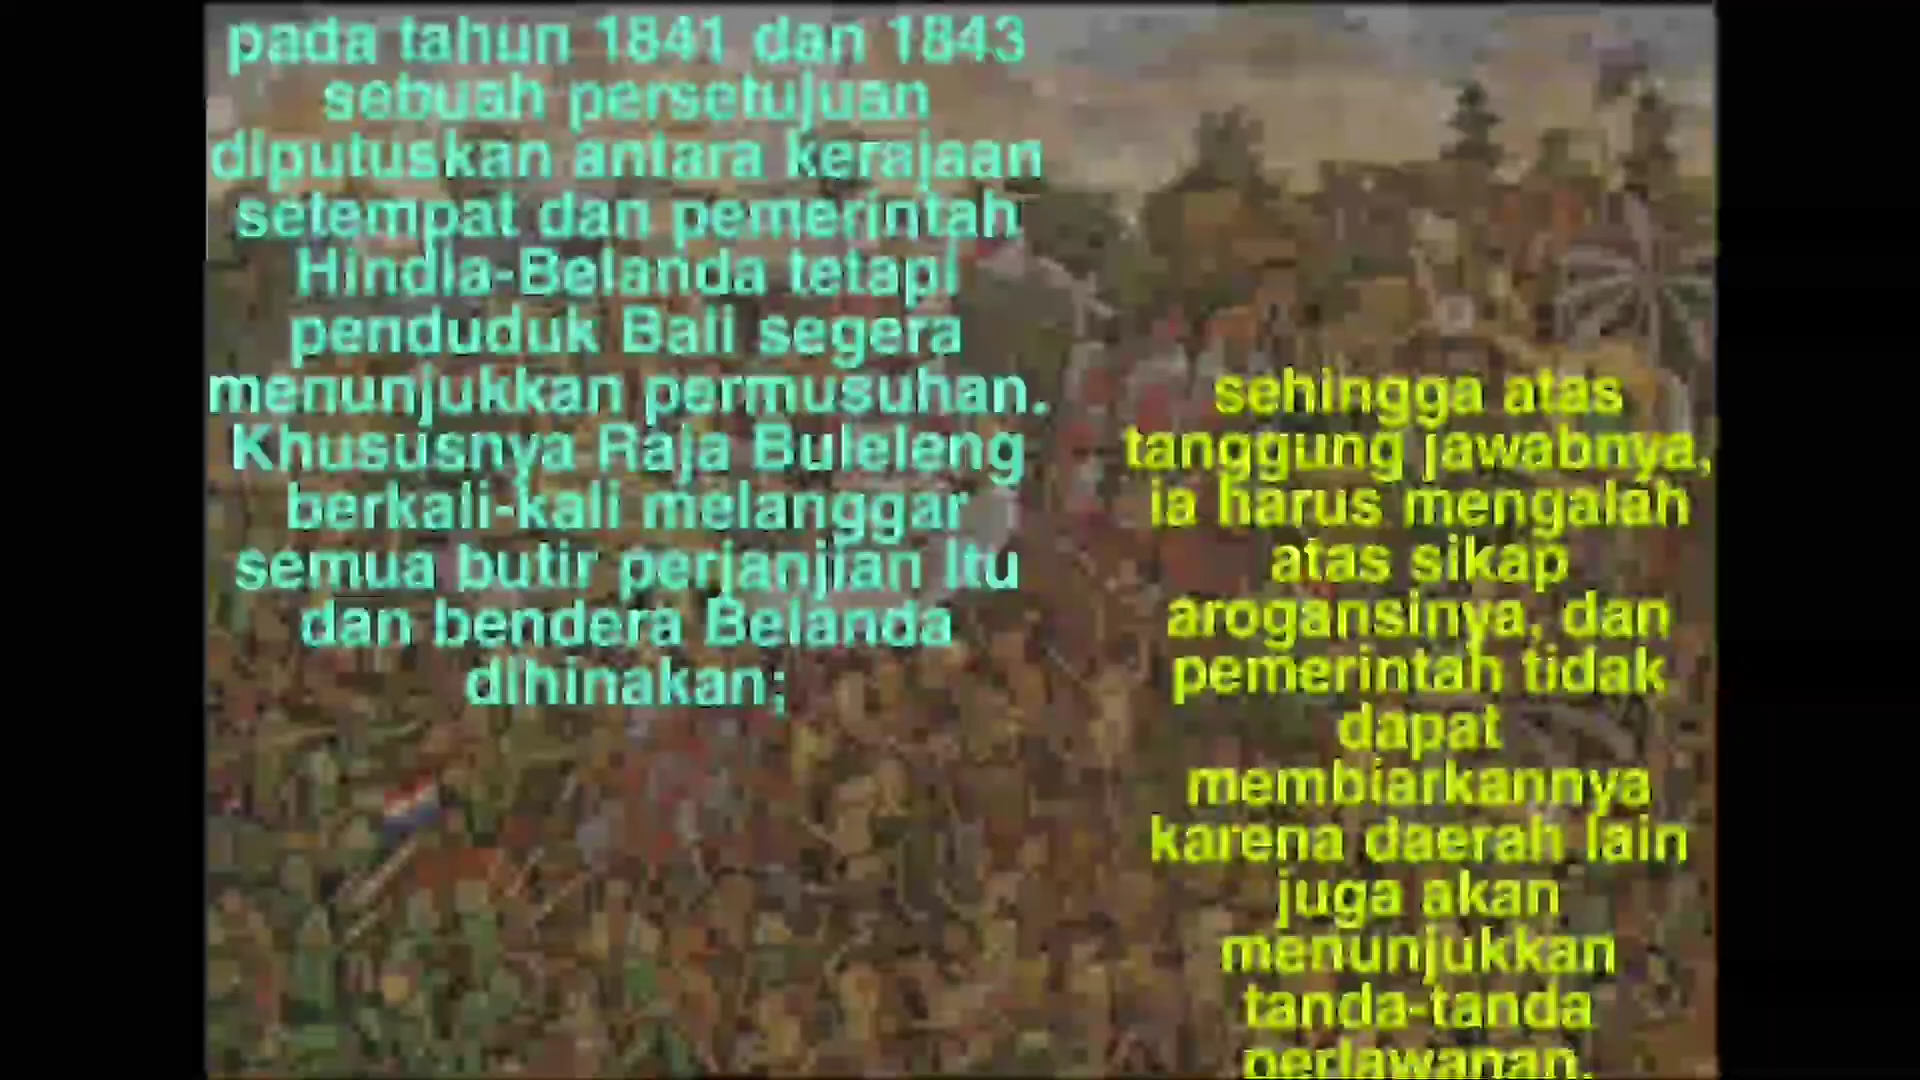 pada tahun 1841 dan 1843
sebuah persetujuan
diputuskan antara kerajaan
setempat dan pemerintah
Hindia-Belanda tetapi
penduduk Bali segera
menunjukkan permusuhan.
Khususnya Raja Buleleng
berkali-kali melanggar
semua butir perjanjian itu
dan bendera Belanda
dihinakan;
sehingga atas
tanggung jawabnya,
ia harus mengalah
atas sikap
arogansinya, dan
pemerintah tidak
dapat
membiarkannya
karena daerah lain
juga akan
menunjukkan
tanda-tanda
perlawanan.